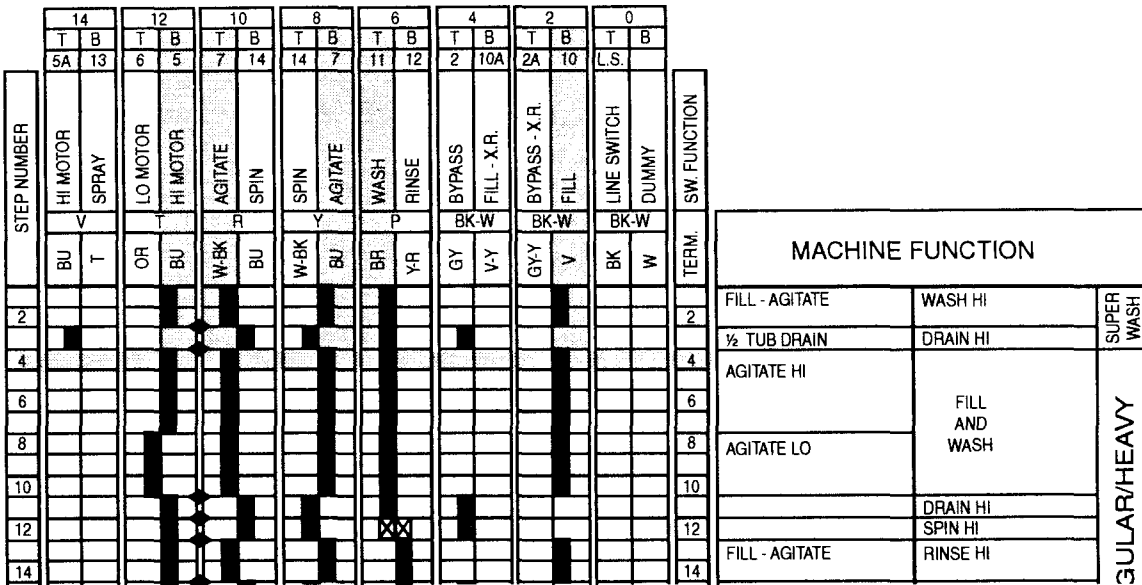 14 12 10 8 6 4 2 0
T B T B T B T B T B T B T B T B
5A 13 6 5 7 14 14 7 11 12 2 10A 2A 10 L.S.
STEP NUMBER HI MOTOR SPRAY LO MOTOR HI MOTOR AGITATE SPIN SPIN AGITATE WASH RINSE BYPASS FILL - X.R. BYPASS - X.R. FILL LINE SWITCH DUMMY SW. FUNCTION
V T R Y P BK-W BK-W BK-W
BU T OR BU W-BK BU W-BK BU BR Y-R GY V-Y GY-Y V BK W TERM.
MACHINE FUNCTION
FILL - AGITATE WASH HI SUPER WASH
2 2
½ TUB DRAIN DRAIN HI
4 4
AGITATE HI
6 6
FILL
AND
WASH
8 8
AGITATE LO
10 10
DRAIN HI
12 12 SPIN HI
FILL - AGITATE RINSE HI
14 14
GULAR/HEAVY